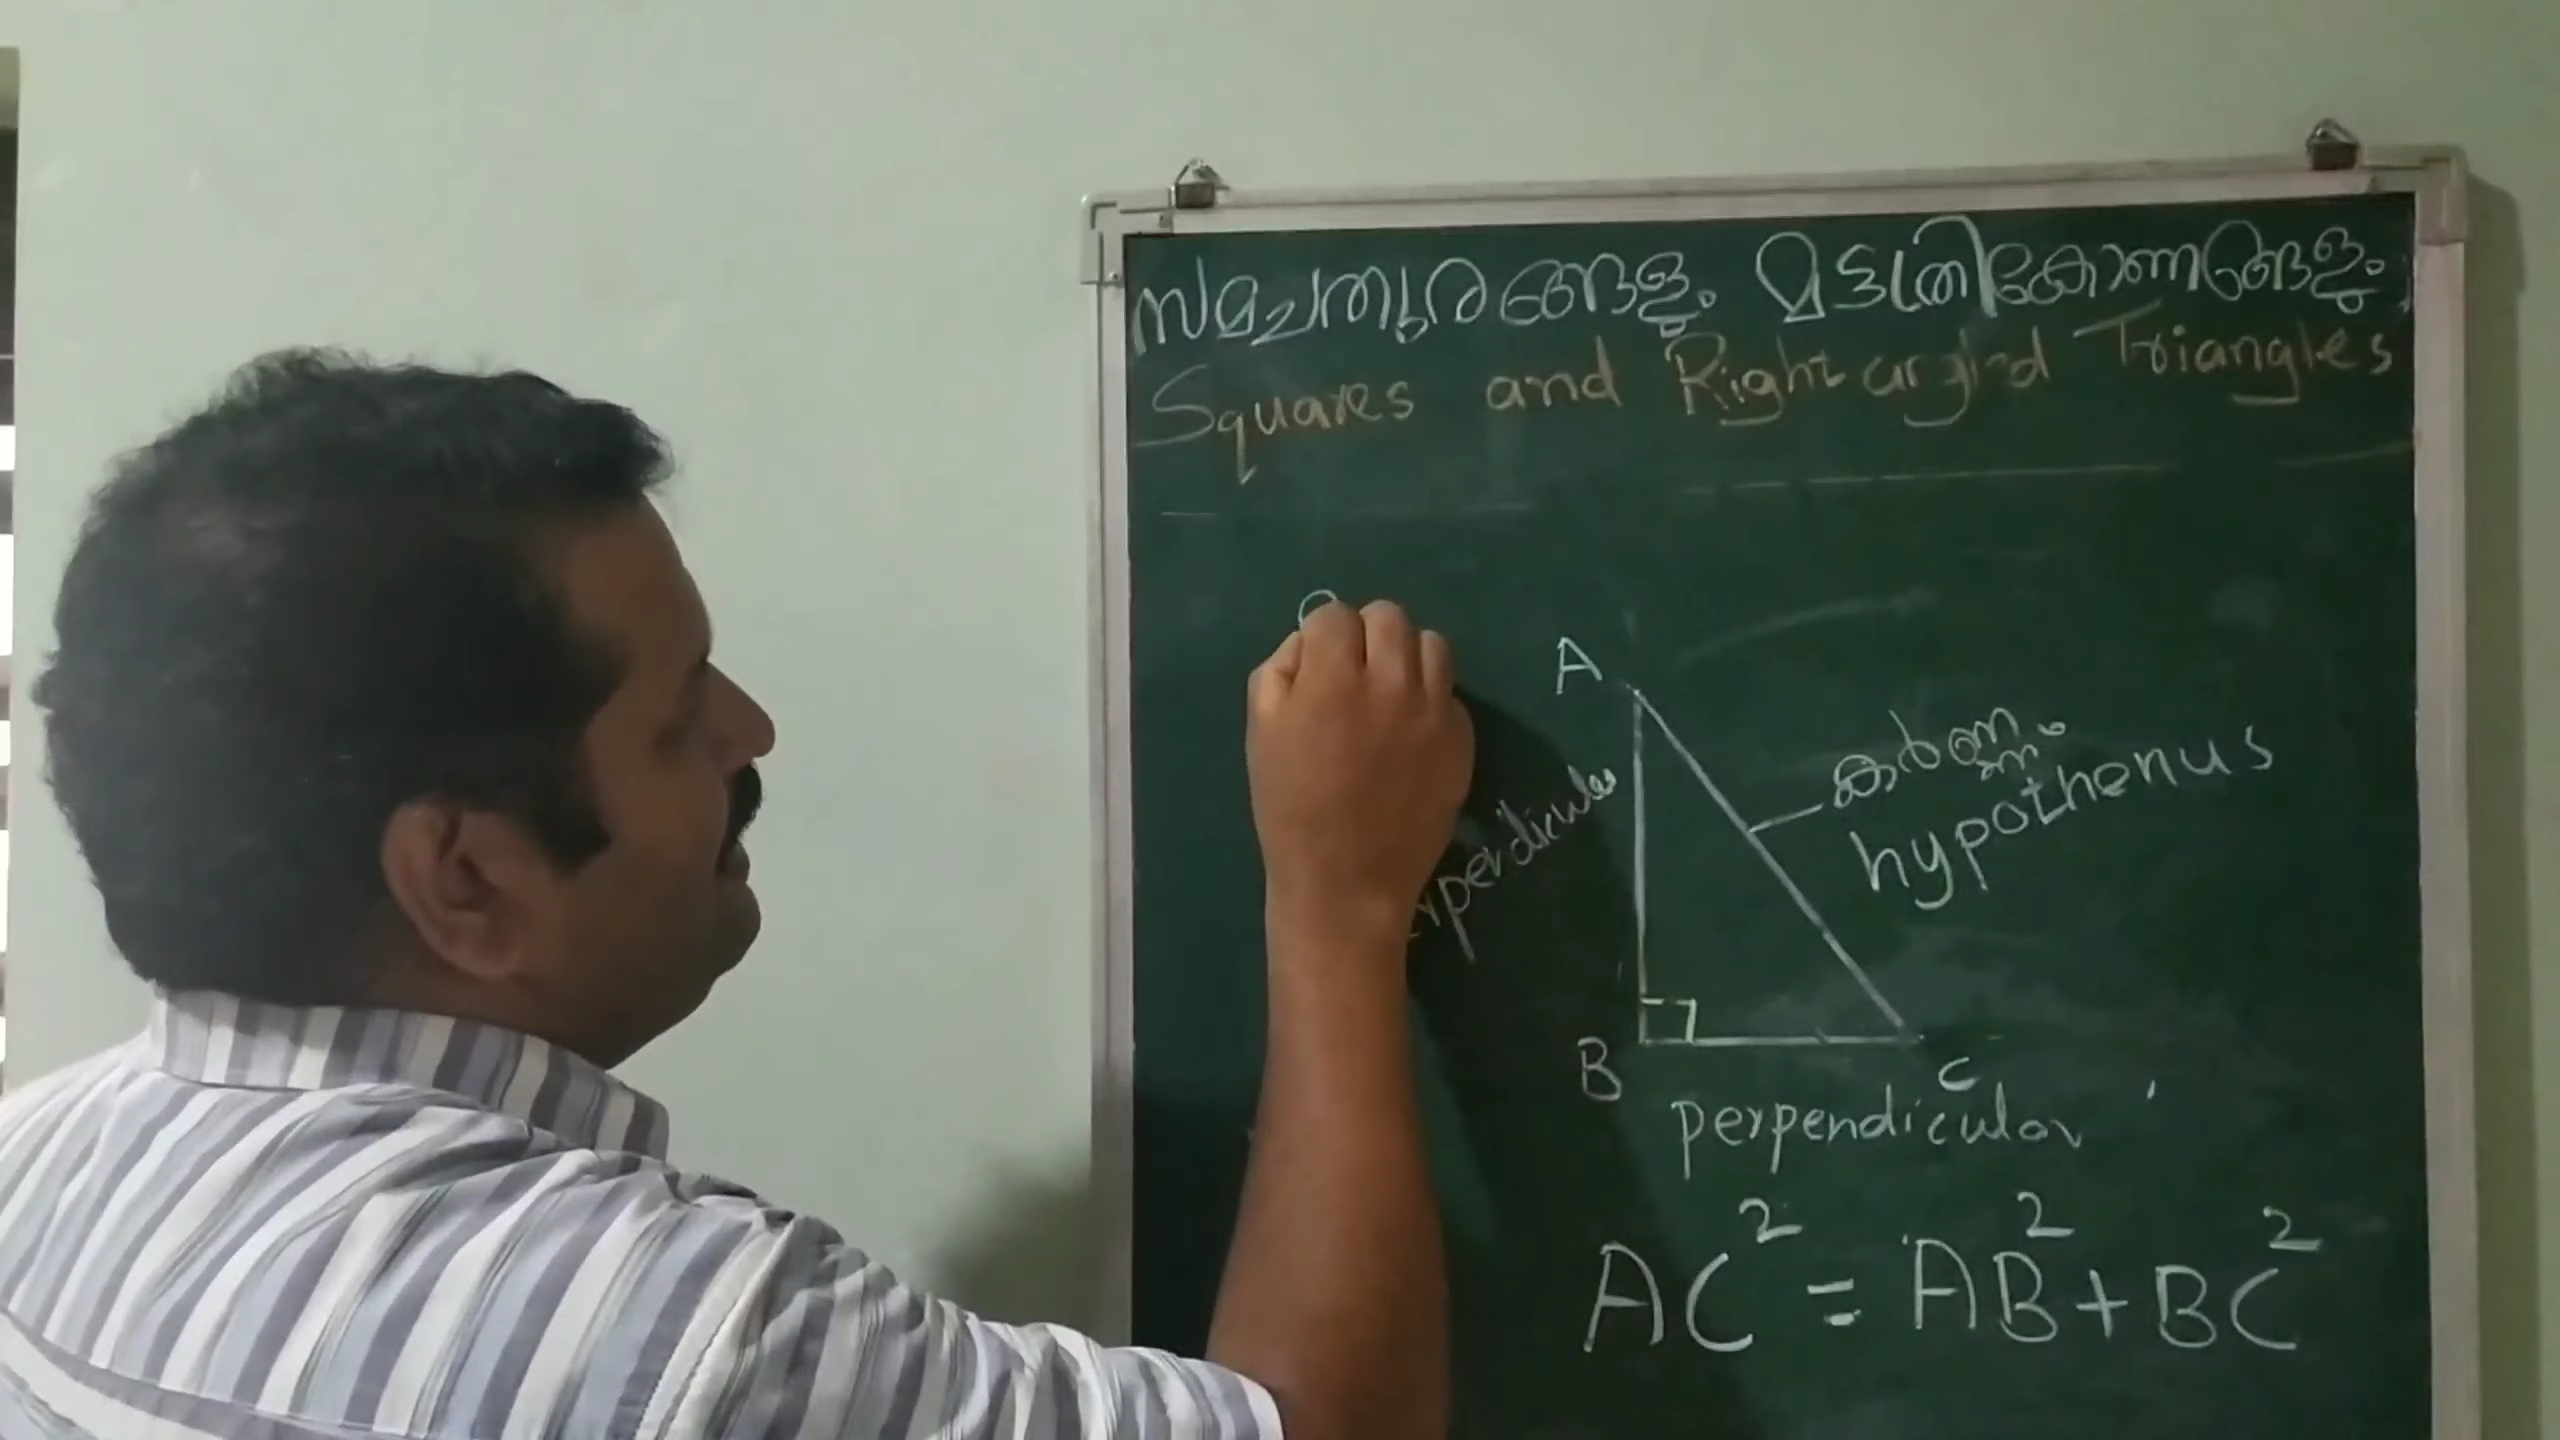 സമചതുരങ്ങളും മട്ടത്രികോണങ്ങളും
Squares and Right angled Triangles
A
കർണ്ണം
hypothenus
B
C
perpendicular
AC² = AB² + BC²